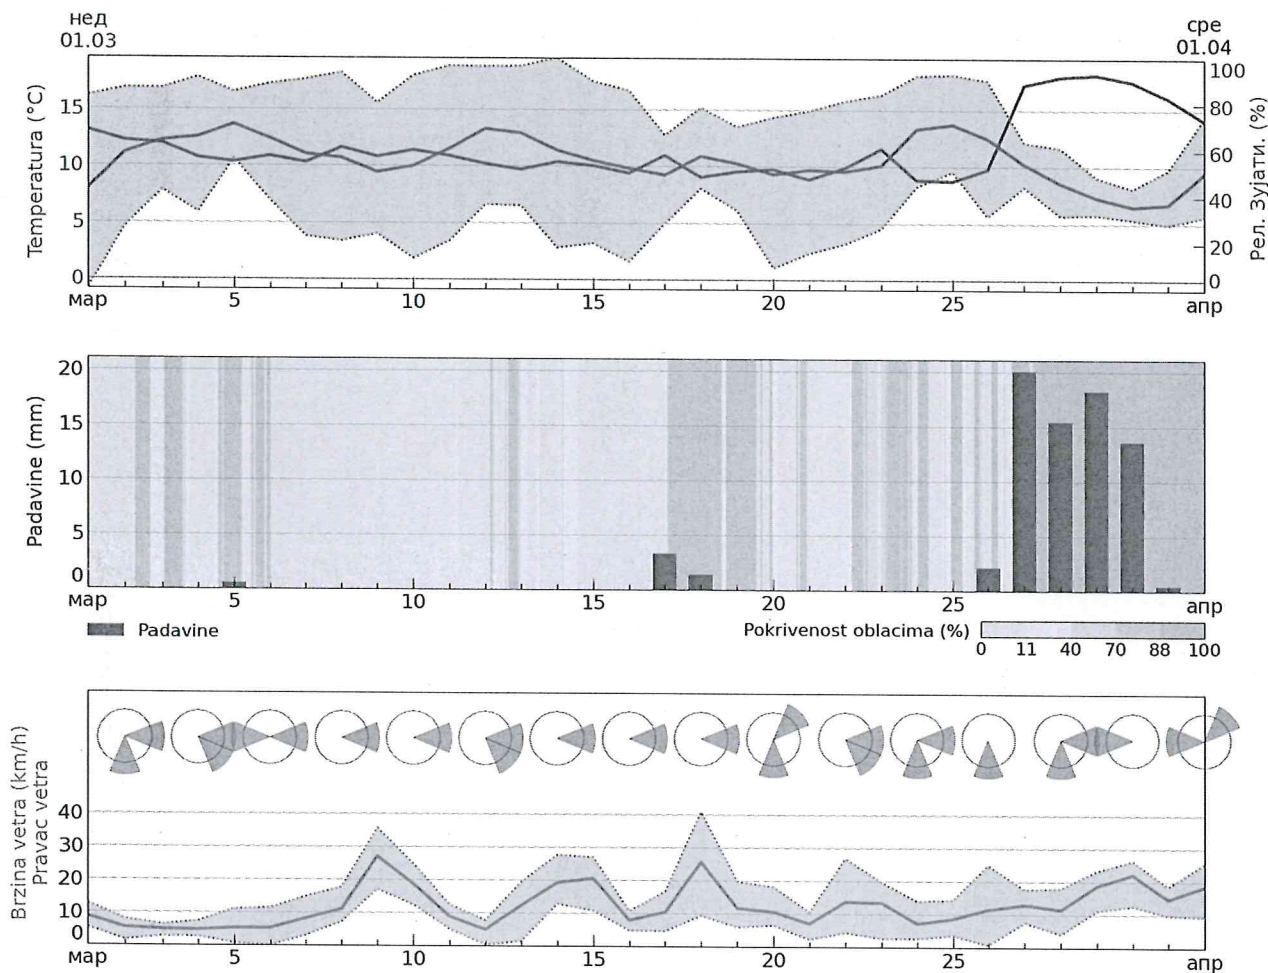 нед
01.03
сре
01.04
Temperatura (°C)
15
10
5
0
100
80
60
40
20
0
Рел. Зујати. (%)
мар 5 10 15 20 25 апр
Padavine (mm)
20
15
10
5
0
мар 5 10 15 20 25 апр
Padavine
Pokrivenost oblacima (%)
0 11 40 70 88 100
Brzina vetra (km/h)
Pravac vetra
40
30
20
10
0
мар 5 10 15 20 25 апр